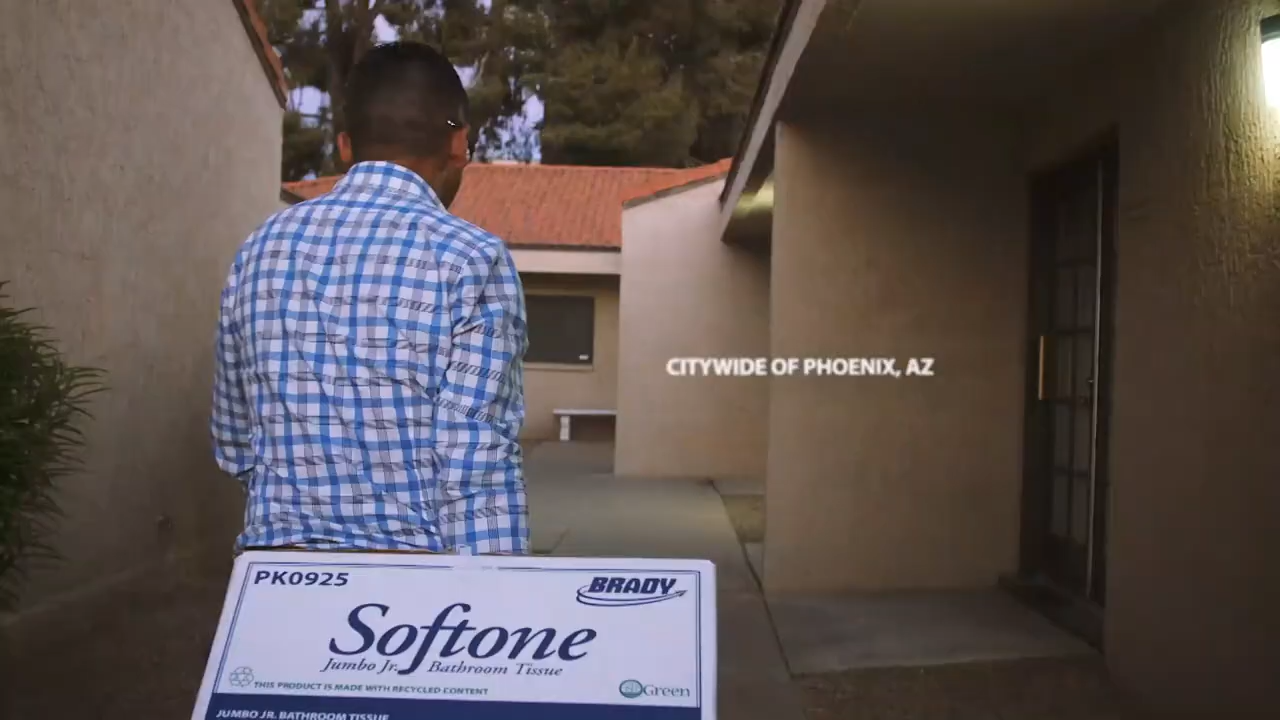 CITYWIDE OF PHOENIX, AZ
PK0925
BRADY
Softone
Jumbo Jr. Bathroom Tissue
THIS PRODUCT IS MADE WITH RECYCLED CONTENT
Green
JUMBO JR. BATHROOM TISSUE